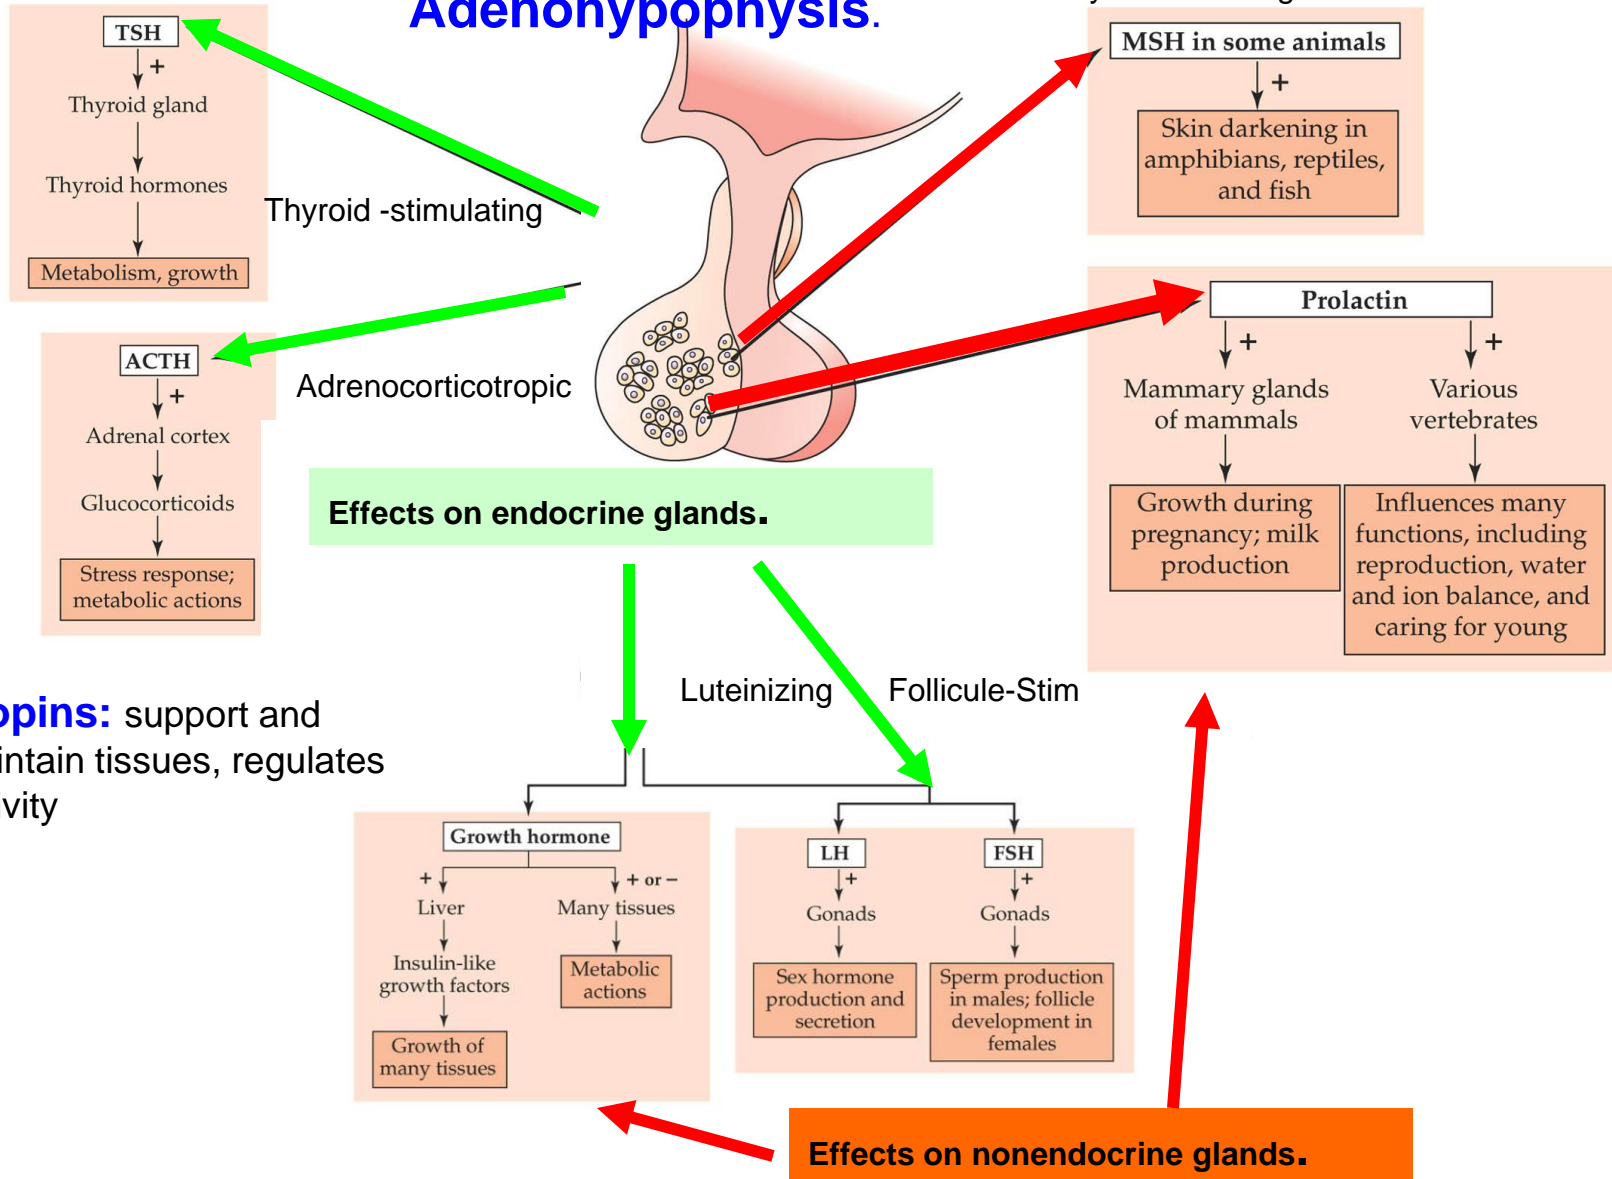 Adenohypophysis.
TSH
+
Thyroid gland
Thyroid hormones
Metabolism, growth
Thyroid -stimulating
ACTH
+
Adrenal cortex
Glucocorticoids
Stress response;
metabolic actions
Adrenocorticotropic
MSH in some animals
+
Skin darkening in
amphibians, reptiles,
and fish
Prolactin
+
Mammary glands
of mammals
Growth during
pregnancy; milk
production
+
Various
vertebrates
Influences many
functions, including
reproduction, water
and ion balance, and
caring for young
Effects on endocrine glands.
Luteinizing
Follicule-Stim
opins: support and
intain tissues, regulates
ivity
Growth hormone
+
Liver
Insulin-like
growth factors
Growth of
many tissues
+ or −
Many tissues
Metabolic
actions
LH
+
Gonads
Sex hormone
production and
secretion
FSH
+
Gonads
Sperm production
in males; follicle
development in
females
Effects on nonendocrine glands.